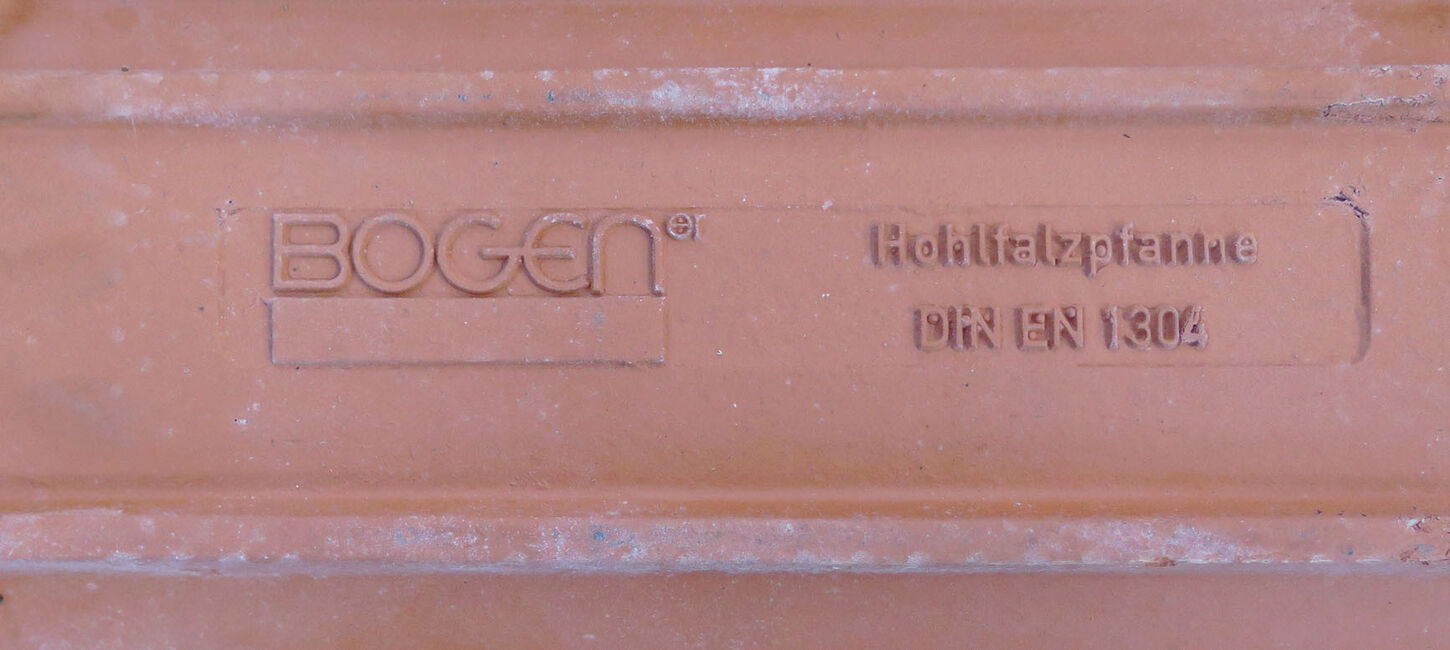 BOGENer
Hohlfalzpfanne
DIN EN 1304